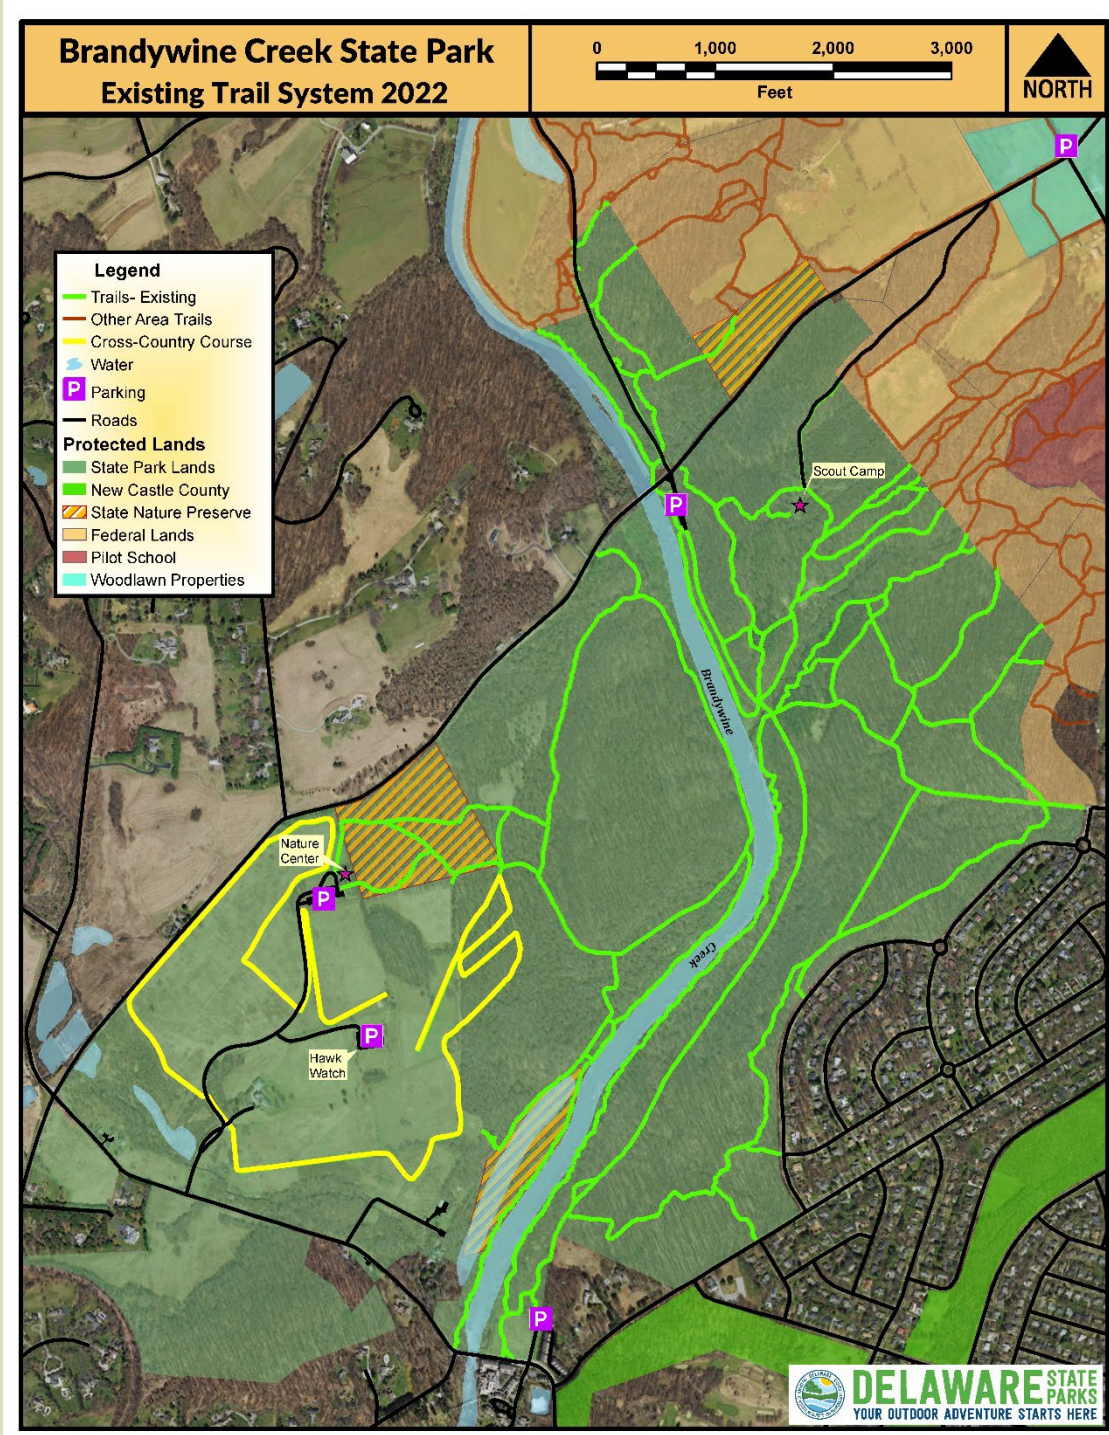 Brandywine Creek State Park
Existing Trail System 2022
0 1,000 2,000 3,000
Feet
NORTH
P
Legend
Trails- Existing
Other Area Trails
Cross-Country Course
Water
P Parking
Roads
Protected Lands
State Park Lands
New Castle County
State Nature Preserve
Federal Lands
Pilot School
Woodlawn Properties
Scout Camp
P
Brandywine
Nature
Center
P
Creek
P
Hawk
Watch
P
DELAWARE STATE
PARKS
YOUR OUTDOOR ADVENTURE STARTS HERE